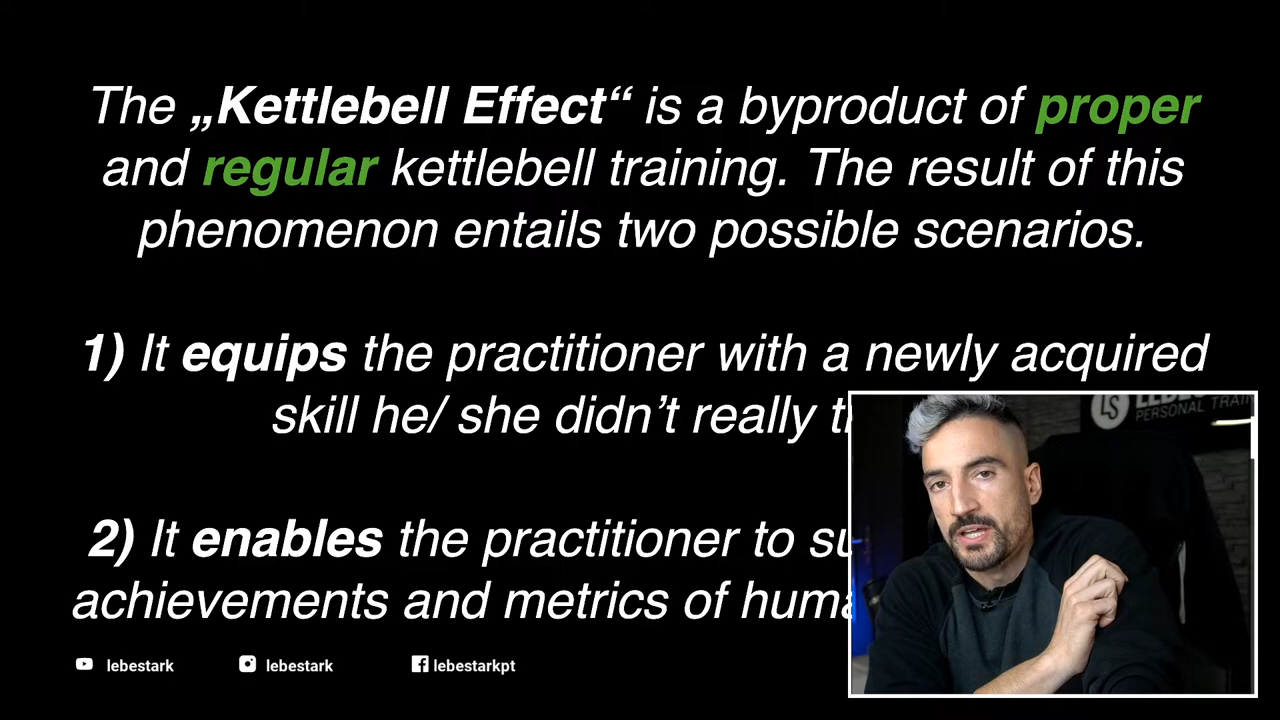 The „Kettlebell Effect“ is a byproduct of proper
and regular kettlebell training. The result of this
phenomenon entails two possible scenarios.
1) It equips the practitioner with a newly acquired
skill he/ she didn’t really
2) It enables the practitioner to
achievements and metrics of
lebestark
lebestark
lebestarkpt
LS
PERSONAL